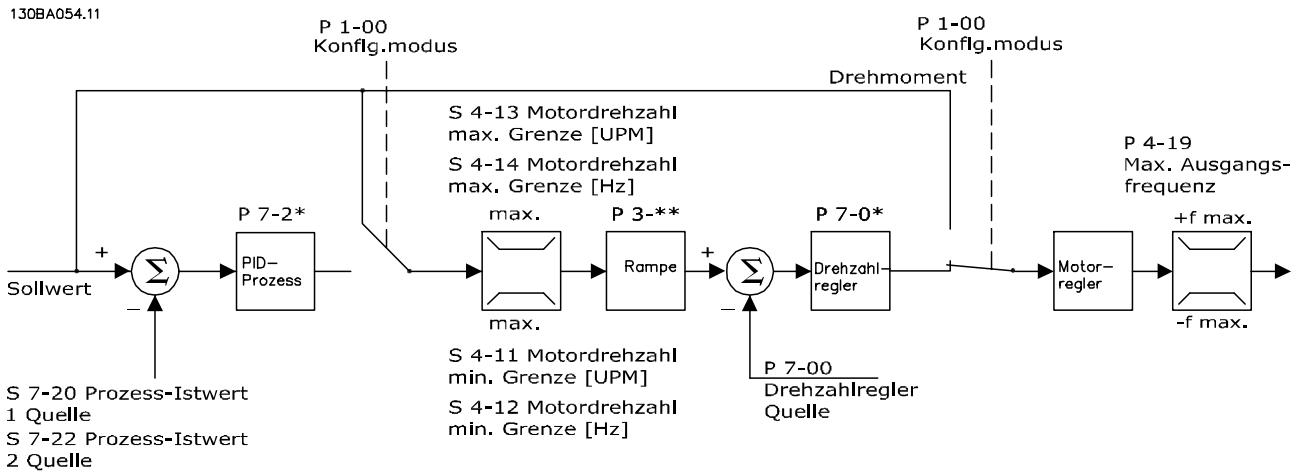 130BA054.11
P 1-00
Konfig.modus
P 1-00
Konfig.modus
Drehmoment
S 4-13 Motordrehzahl
max. Grenze [UPM]
S 4-14 Motordrehzahl
max. Grenze [Hz]
P 4-19
Max. Ausgangs-
frequenz
P 7-2*
max.
P 3-**
P 7-0*
+f max.
+
Σ
PID-
Prozess
Rampe
+
Σ
Drehzahl-
regler
Motor-
regler
Sollwert
–
max.
–
-f max.
S 7-20 Prozess-Istwert
1 Quelle
S 7-22 Prozess-Istwert
2 Quelle
S 4-11 Motordrehzahl
min. Grenze [UPM]
S 4-12 Motordrehzahl
min. Grenze [Hz]
P 7-00
Drehzahlregler
Quelle